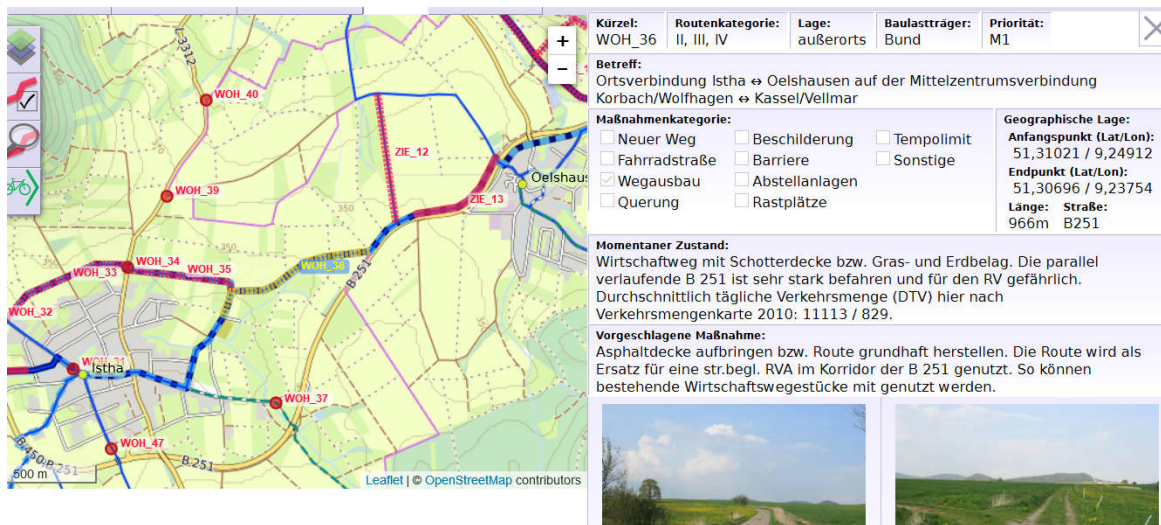 L 3312
WOH_40
WOH_39
350
ZIE_12
Oelshaus
ZIE_13
350
350
WOH_34
WOH_33
WOH_35
WOH_36
B 251
WOH_32
Istha
WOH_37
WOH_47
B 450;B 251
B.251
500 m
Leaflet | © OpenStreetMap contributors
+
−
Kürzel: Routenkategorie: Lage: Baulastträger: Priorität:
WOH_36 II, III, IV außerorts Bund M1
Betreff:
Ortsverbindung Istha ⇔ Oelshausen auf der Mittelzentrumsverbindung
Korbach/Wolfhagen ⇔ Kassel/Vellmar
Maßnahmenkategorie:
Neuer Weg Beschilderung Tempolimit
Fahrradstraße Barriere Sonstige
Wegausbau Abstellanlagen
Querung Rastplätze
Geographische Lage:
Anfangspunkt (Lat/Lon):
51,31021 / 9,24912
Endpunkt (Lat/Lon):
51,30696 / 9,23754
Länge: Straße:
966m B251
Momentaner Zustand:
Wirtschaftweg mit Schotterdecke bzw. Gras- und Erdbelag. Die parallel
verlaufende B 251 ist sehr stark befahren und für den RV gefährlich.
Durchschnittlich tägliche Verkehrsmenge (DTV) hier nach
Verkehrsmengenkarte 2010: 11113 / 829.
Vorgeschlagene Maßnahme:
Asphaltdecke aufbringen bzw. Route grundhaft herstellen. Die Route wird als
Ersatz für eine str.begl. RVA im Korridor der B 251 genutzt. So können
bestehende Wirtschaftswegestücke mit genutzt werden.